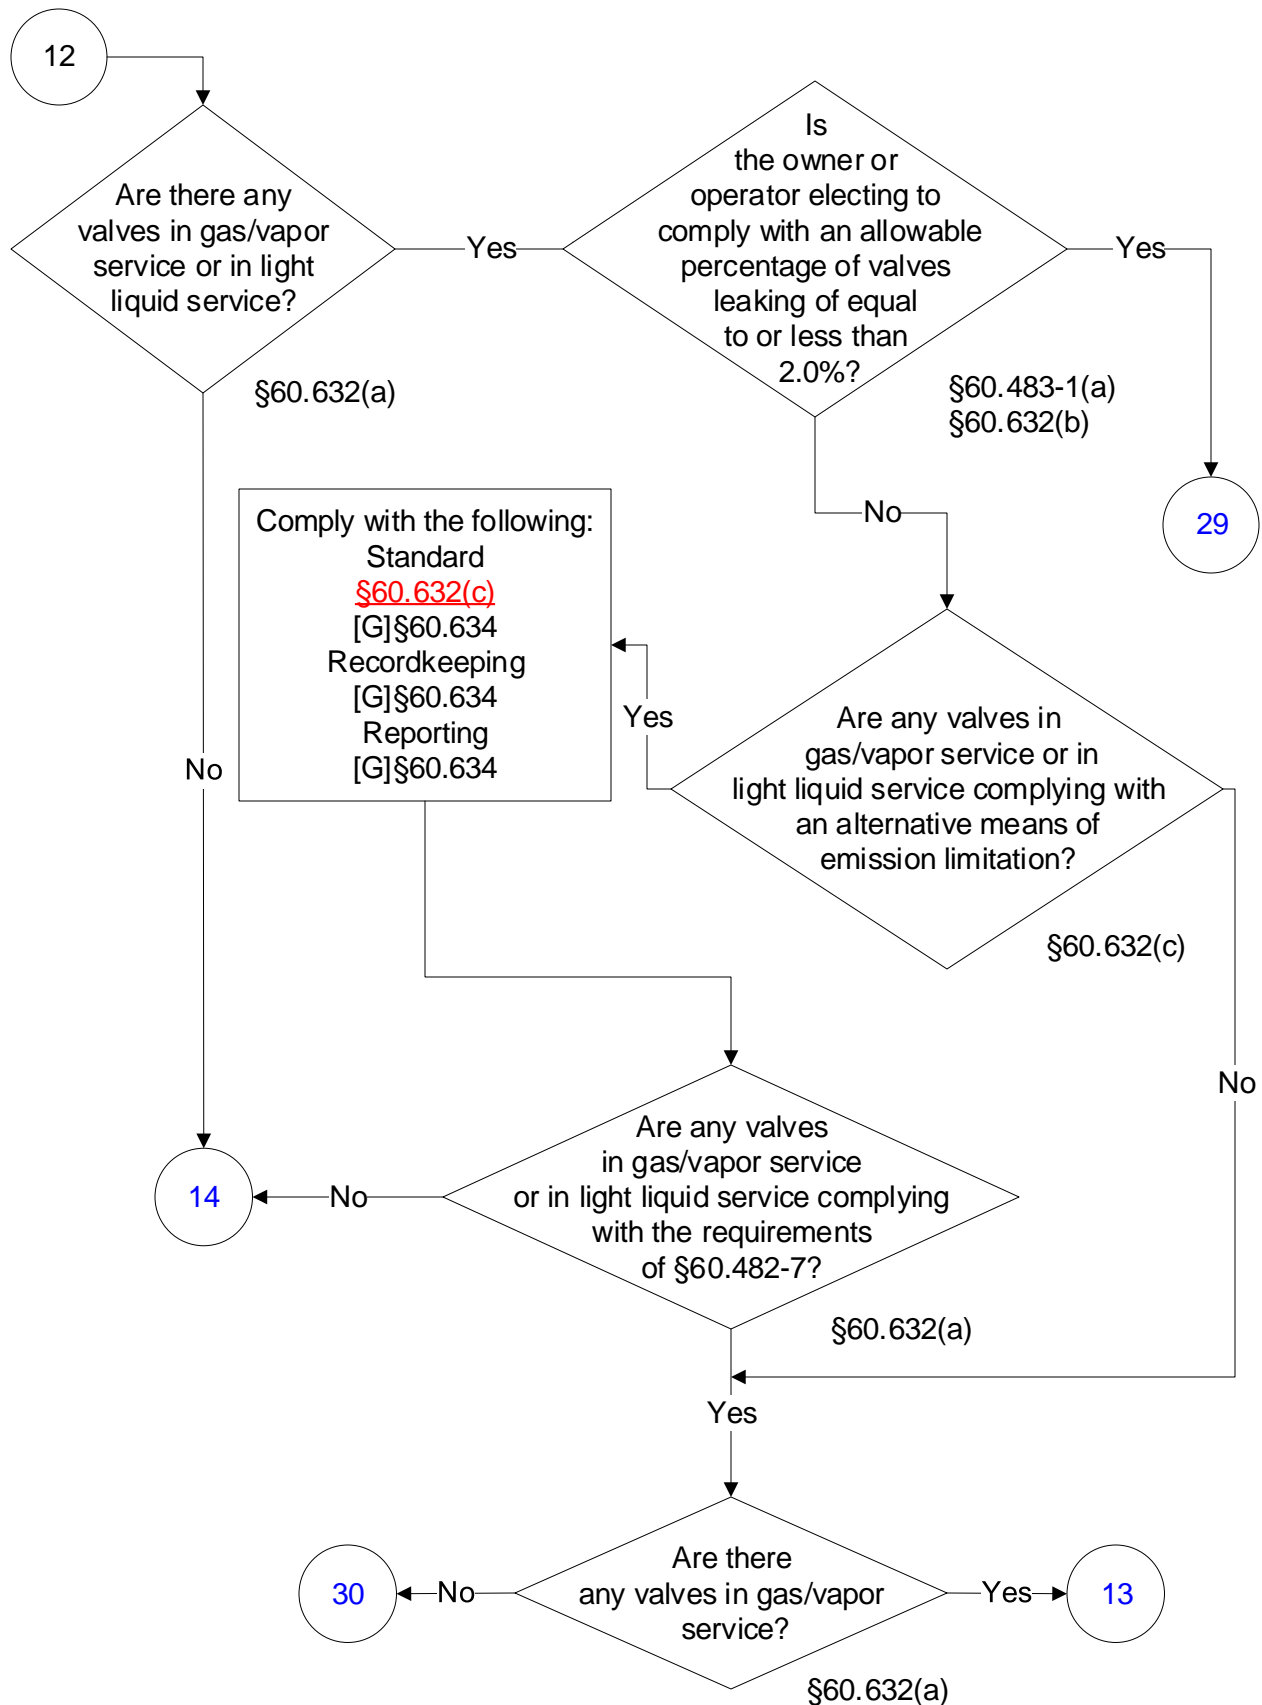 12
Are there any
valves in gas/vapor
service or in light
liquid service?
§60.632(a)
Yes
Is
the owner or
operator electing to
comply with an allowable
percentage of valves
leaking of equal
to or less than
2.0%?
§60.483-1(a)
§60.632(b)
Yes
29
No
Comply with the following:
Standard
§60.632(c)
[G]§60.634
Recordkeeping
[G]§60.634
Reporting
[G]§60.634
Yes
Are any valves in
gas/vapor service or in
light liquid service complying with
an alternative means of
emission limitation?
§60.632(c)
No
No
14
No
Are any valves
in gas/vapor service
or in light liquid service complying
with the requirements
of §60.482-7?
§60.632(a)
Yes
30
No
Are there
any valves in gas/vapor
service?
Yes
13
§60.632(a)